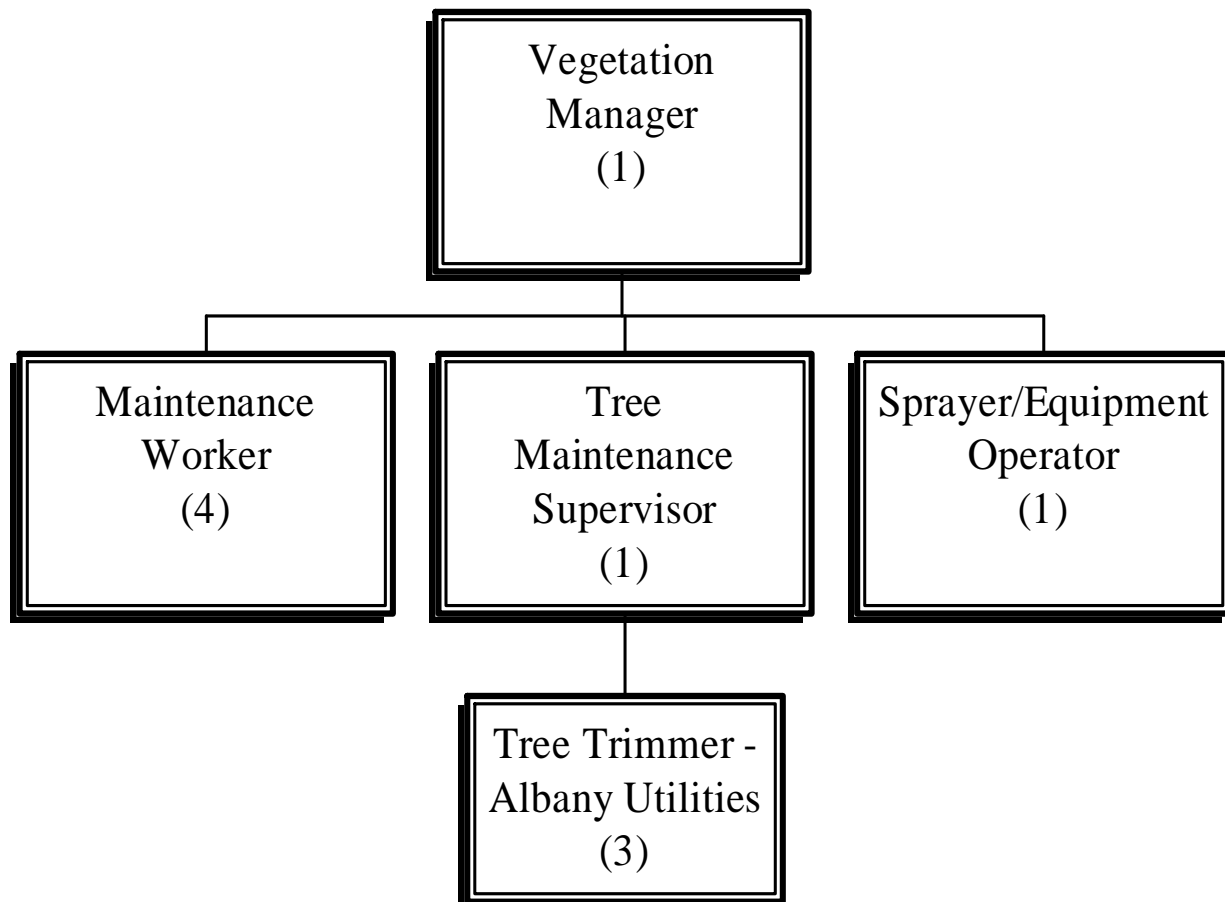 Vegetation
Manager
(1)
Maintenance
Worker
(4)
Tree
Maintenance
Supervisor
(1)
Sprayer/Equipment
Operator
(1)
Tree Trimmer -
Albany Utilities
(3)